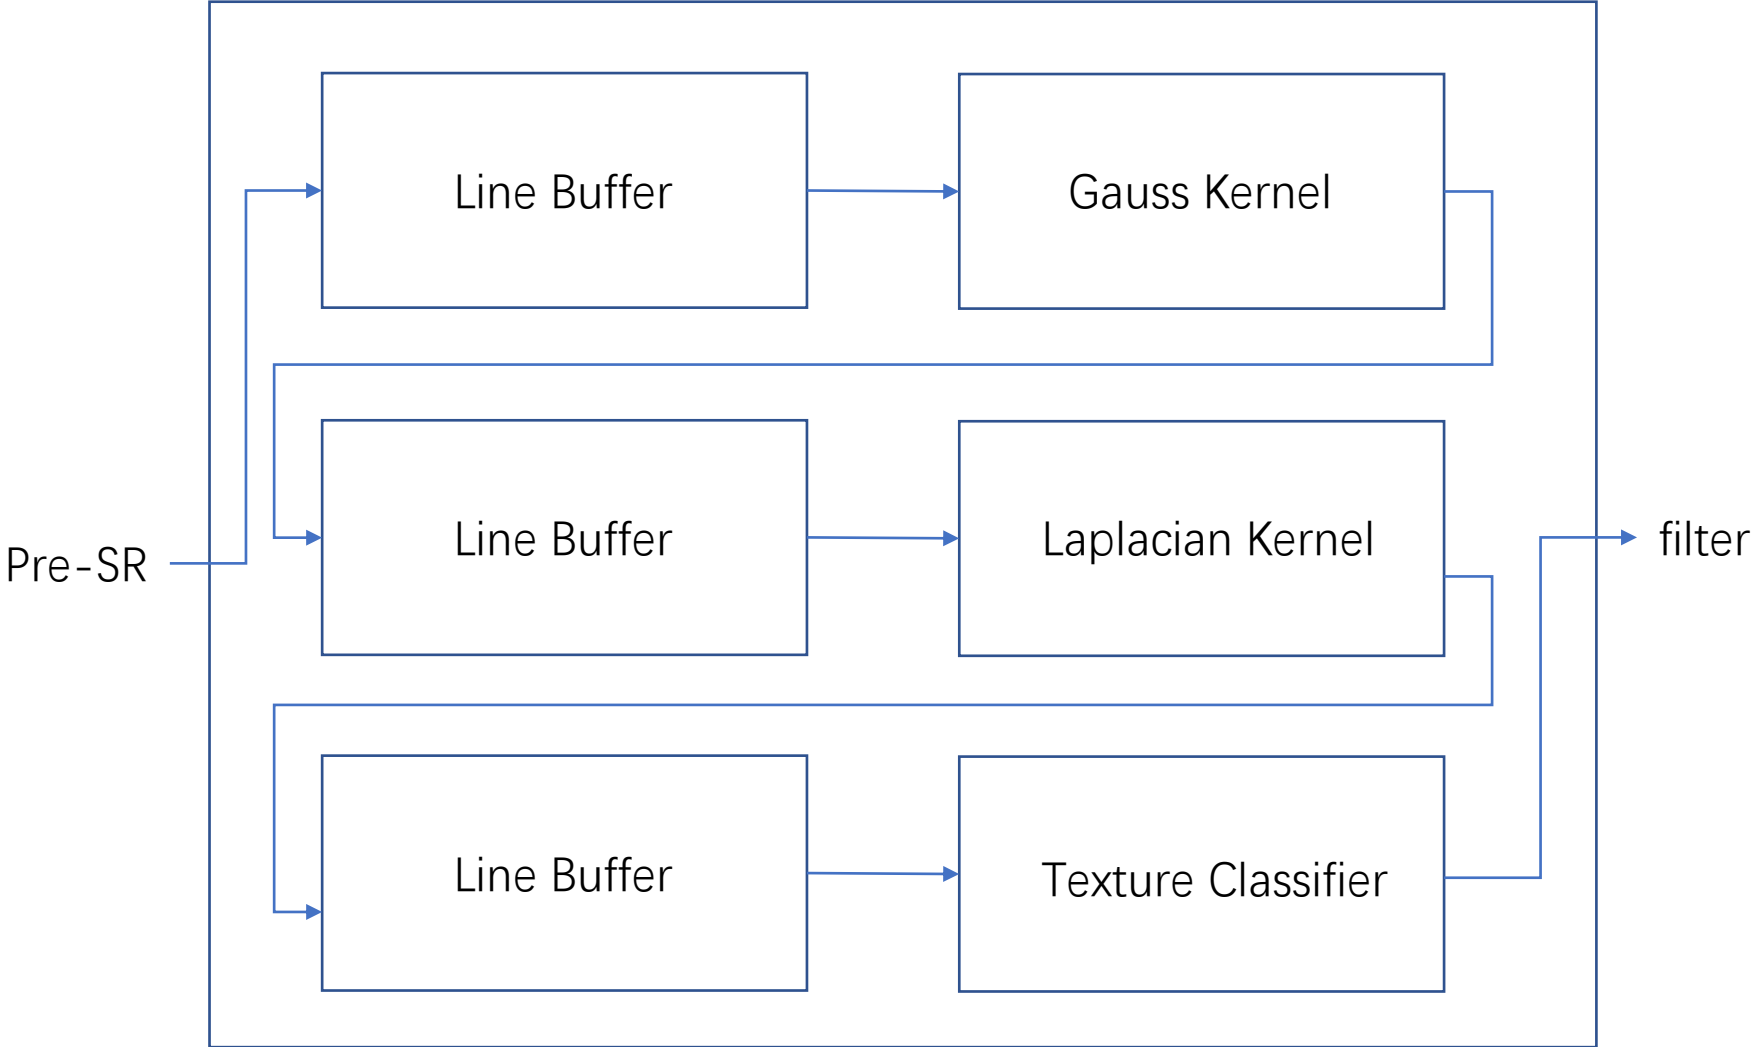 Line Buffer
Gauss Kernel
Line Buffer
Laplacian Kernel
Pre-SR
filter
Line Buffer
Texture Classifier